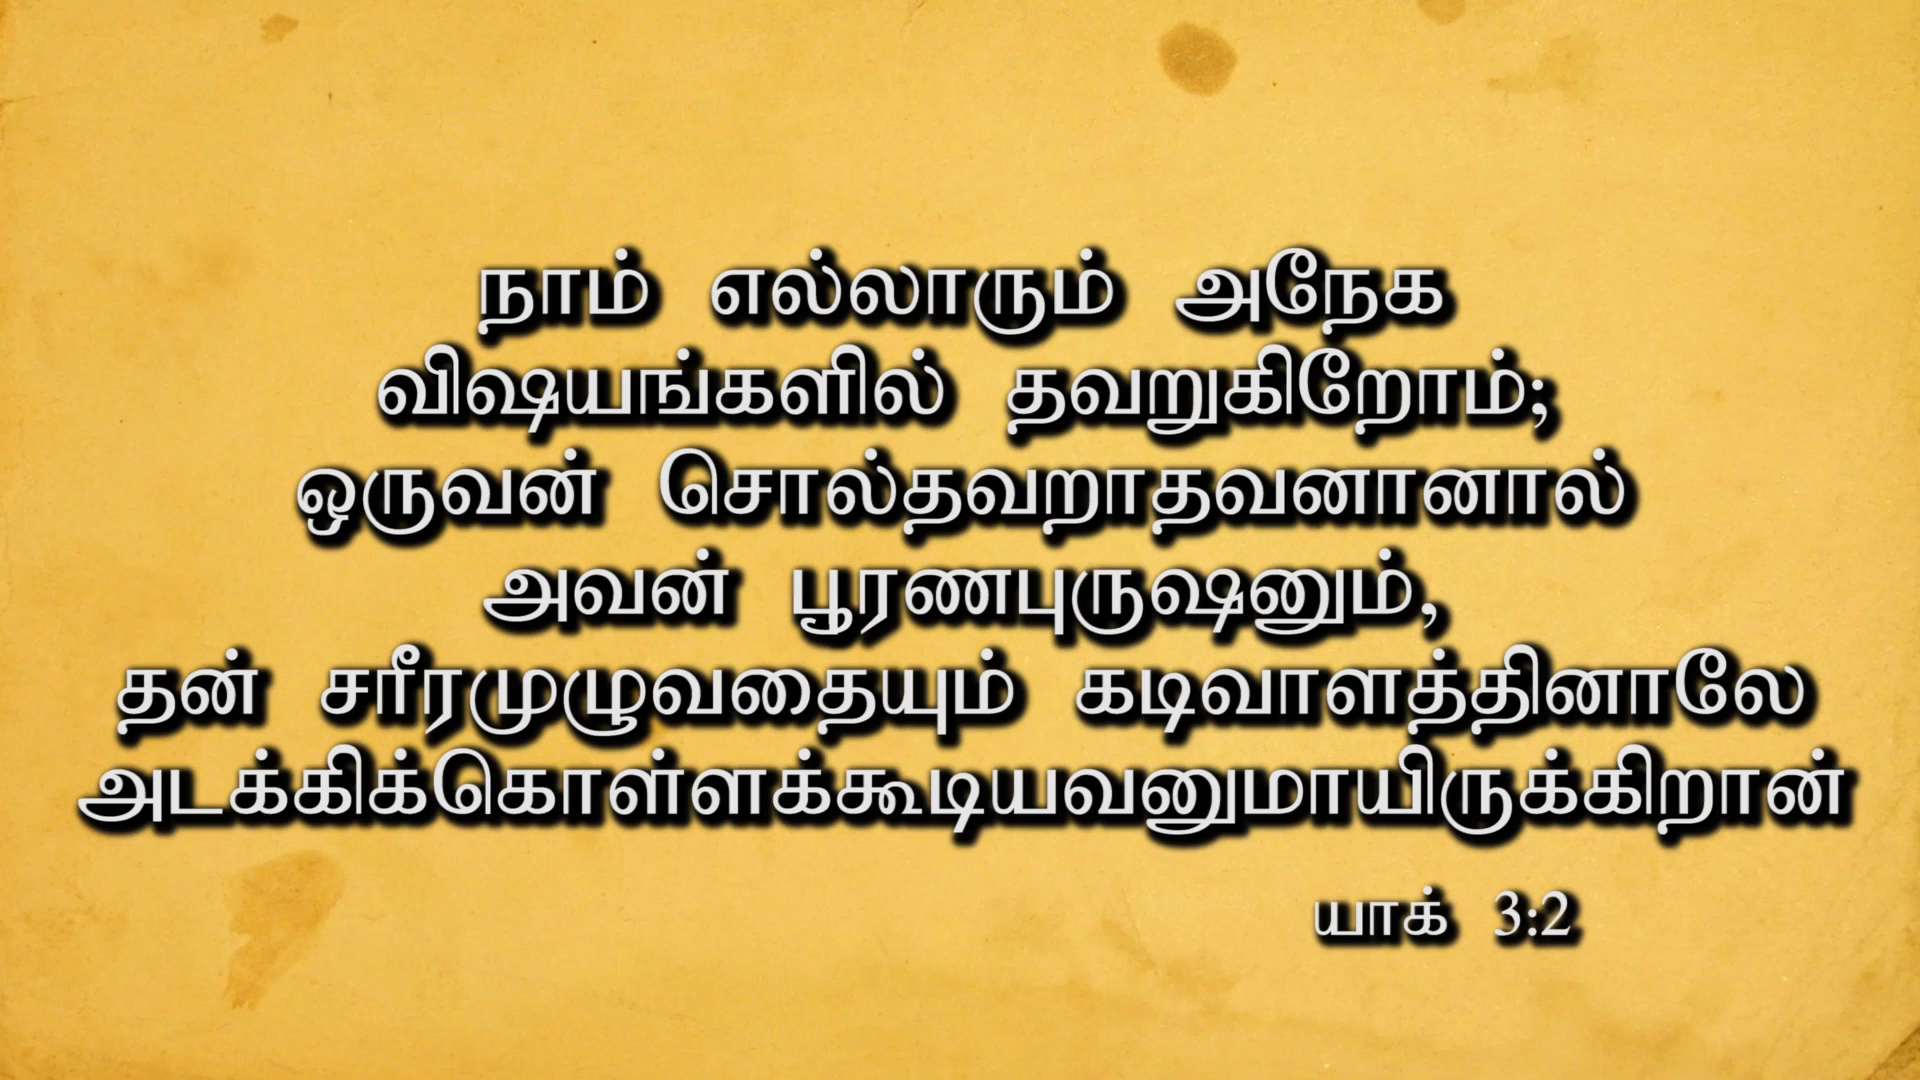 நாம் எல்லாரும் அநேக
விஷயங்களில் தவறுகிறோம்;
ஒருவன் சொல்தவறாதவனானால்
அவன் பூரணபுருஷனும்,
தன் சரீரமுழுவதையும் கடிவாளத்தினாலே
அடக்கிக்கொள்ளக்கூடியவனுமாயிருக்கிறான்
யாக் 3:2